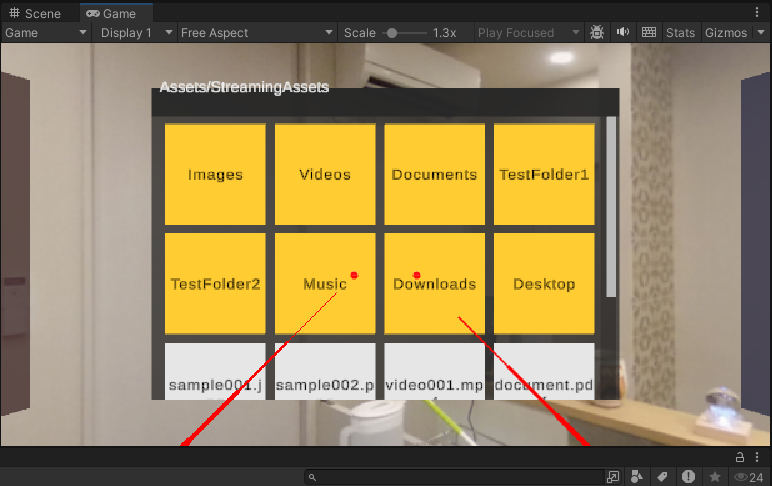 Scene
Game
Game
Display 1
Free Aspect
Scale
1.3x
Play Focused
Stats
Gizmos
Assets/StreamingAssets
Images
Videos
Documents
TestFolder1
TestFolder2
Music
Downloads
Desktop
sample001.j
sample002.p
video001.mp
document.pd
24